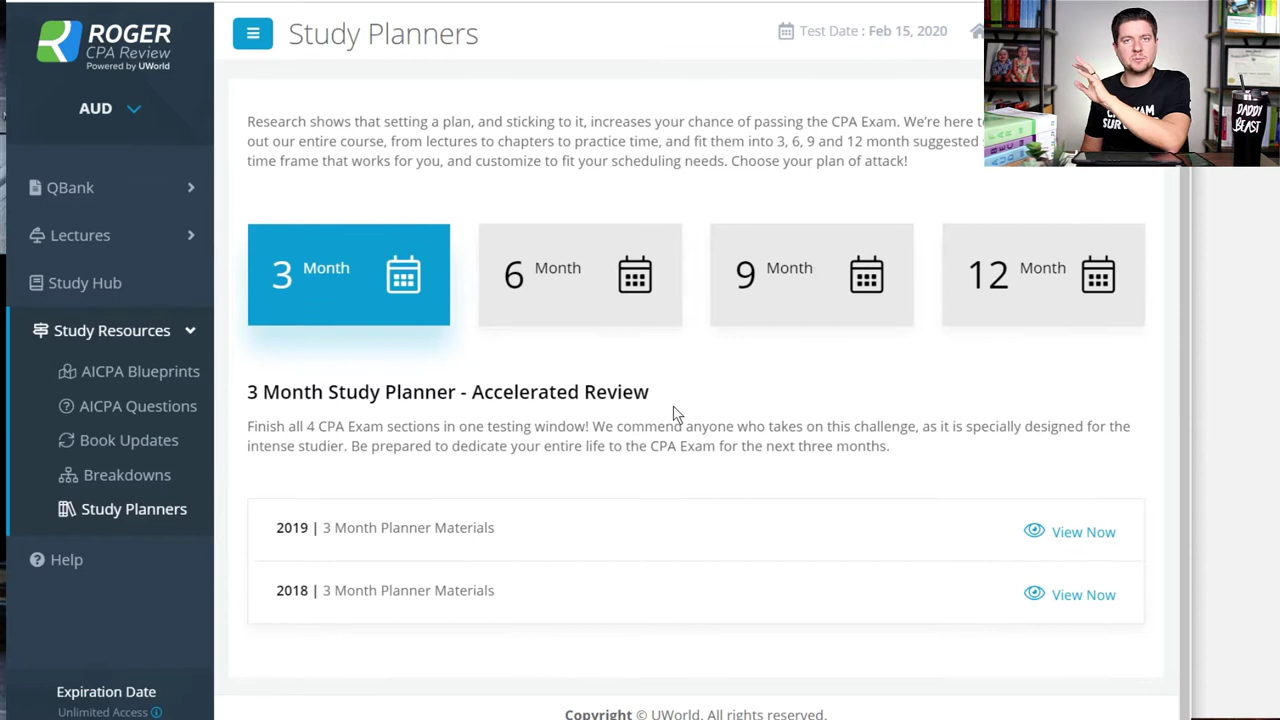 ROGER
CPA Review
Powered by UWorld
AUD
QBank
Lectures
Study Hub
Study Resources
AICPA Blueprints
AICPA Questions
Book Updates
Breakdowns
Study Planners
Help
Expiration Date
Unlimited Access
Study Planners
Test Date : Feb 15, 2020
Research shows that setting a plan, and sticking to it, increases your chance of passing the CPA Exam. We're here to
out our entire course, from lectures to chapters to practice time, and fit them into 3, 6, 9 and 12 month suggested
time frame that works for you, and customize to fit your scheduling needs. Choose your plan of attack!
3 Month
6 Month
9 Month
12 Month
3 Month Study Planner - Accelerated Review
Finish all 4 CPA Exam sections in one testing window! We commend anyone who takes on this challenge, as it is specially designed for the
intense studier. Be prepared to dedicate your entire life to the CPA Exam for the next three months.
2019 | 3 Month Planner Materials
View Now
2018 | 3 Month Planner Materials
View Now
Copyright © UWorld. All rights reserved.
DADDY
BEAST